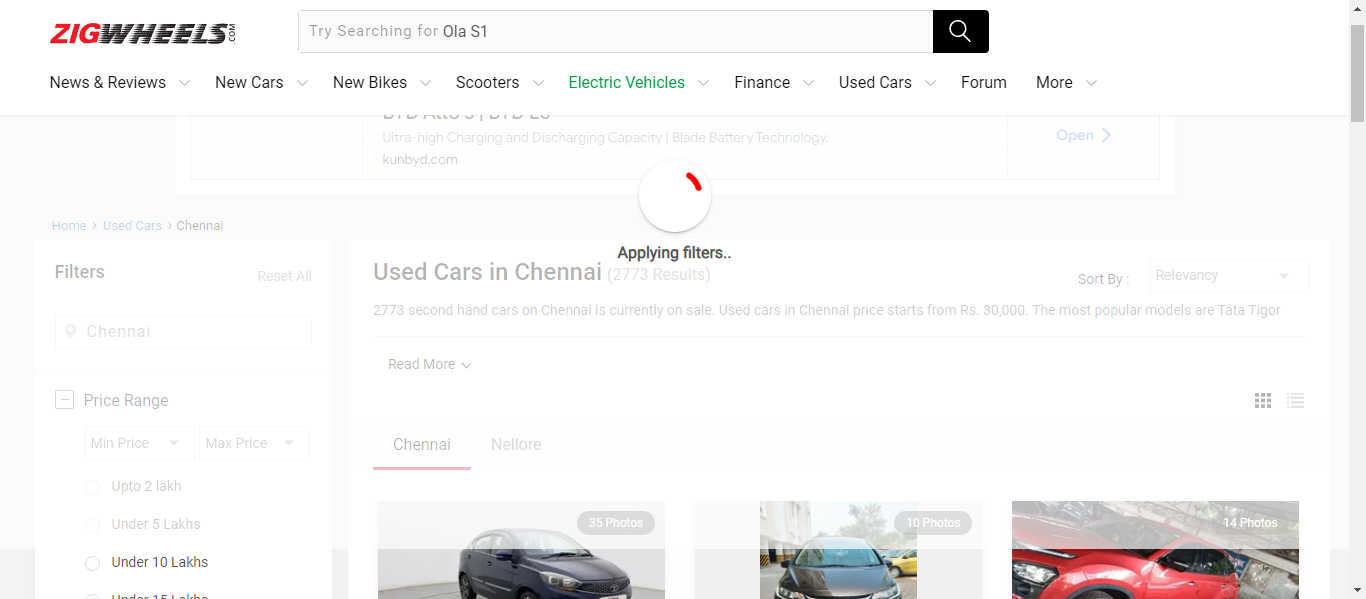 ZIGWHEELS.COM
Try Searching for Ola S1
News & Reviews New Cars New Bikes Scooters Electric Vehicles Finance Used Cars Forum More
BYD Atto 3 | BYD E6
Ultra-high Charging and Discharging Capacity | Blade Battery Technology.
kunbyd.com
Open
Applying filters..
Home › Used Cars › Chennai
Filters
Reset All
Chennai
Price Range
Min Price Max Price
Upto 2 lakh
Under 5 Lakhs
Under 10 Lakhs
Under 15 Lakhs
Used Cars in Chennai (2773 Results)
Sort By : Relevancy
2773 second hand cars on Chennai is currently on sale. Used cars in Chennai price starts from Rs. 30,000. The most popular models are Tata Tigor
Read More
Chennai Nellore
35 Photos
10 Photos
14 Photos